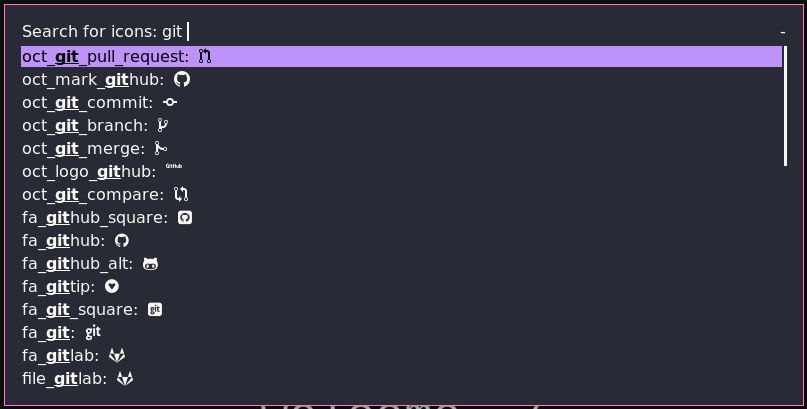 Search for icons: git -
oct_git_pull_request:
oct_mark_github:
oct_git_commit:
oct_git_branch:
oct_git_merge:
oct_logo_github: GitHub
oct_git_compare:
fa_github_square:
fa_github:
fa_github_alt:
fa_gittip:
fa_git_square: git
fa_git: git
fa_gitlab:
file_gitlab: